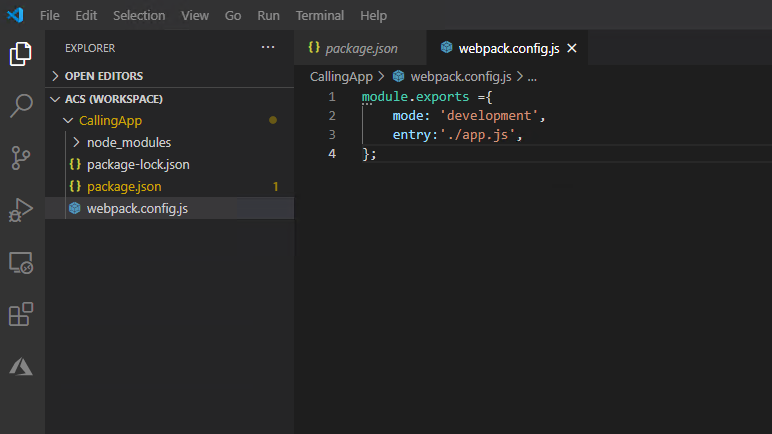 File Edit Selection View Go Run Terminal Help
EXPLORER ...
OPEN EDITORS
ACS (WORKSPACE)
CallingApp
node_modules
{} package-lock.json
{} package.json 1
webpack.config.js
{} package.json webpack.config.js ×
CallingApp > webpack.config.js > ...
1 module.exports ={
2 mode: 'development',
3 entry:'./app.js',
4 };